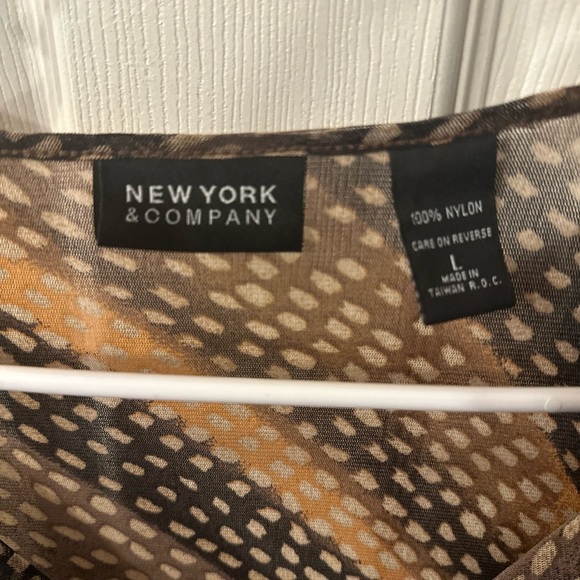 NEW YORK
& COMPANY
100% NYLON
CARE ON REVERSE
L
MADE IN
TAIWAN R.O.C.